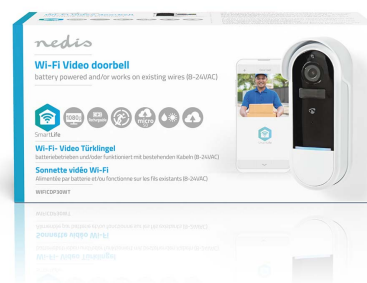 nedis
Wi-Fi Video doorbell
battery powered and/or works on existing wires (8-24VAC)
1080p
micro
SmartLife
Wi-Fi- Video Türklingel
batteriebetrieben und/oder funktioniert mit bestehenden Kabeln (8-24VAC)
Sonnette vidéo Wi-Fi
Alimentée par batterie et/ou fonctionne sur les fils existants (8-24VAC)
WIFICDP30WT